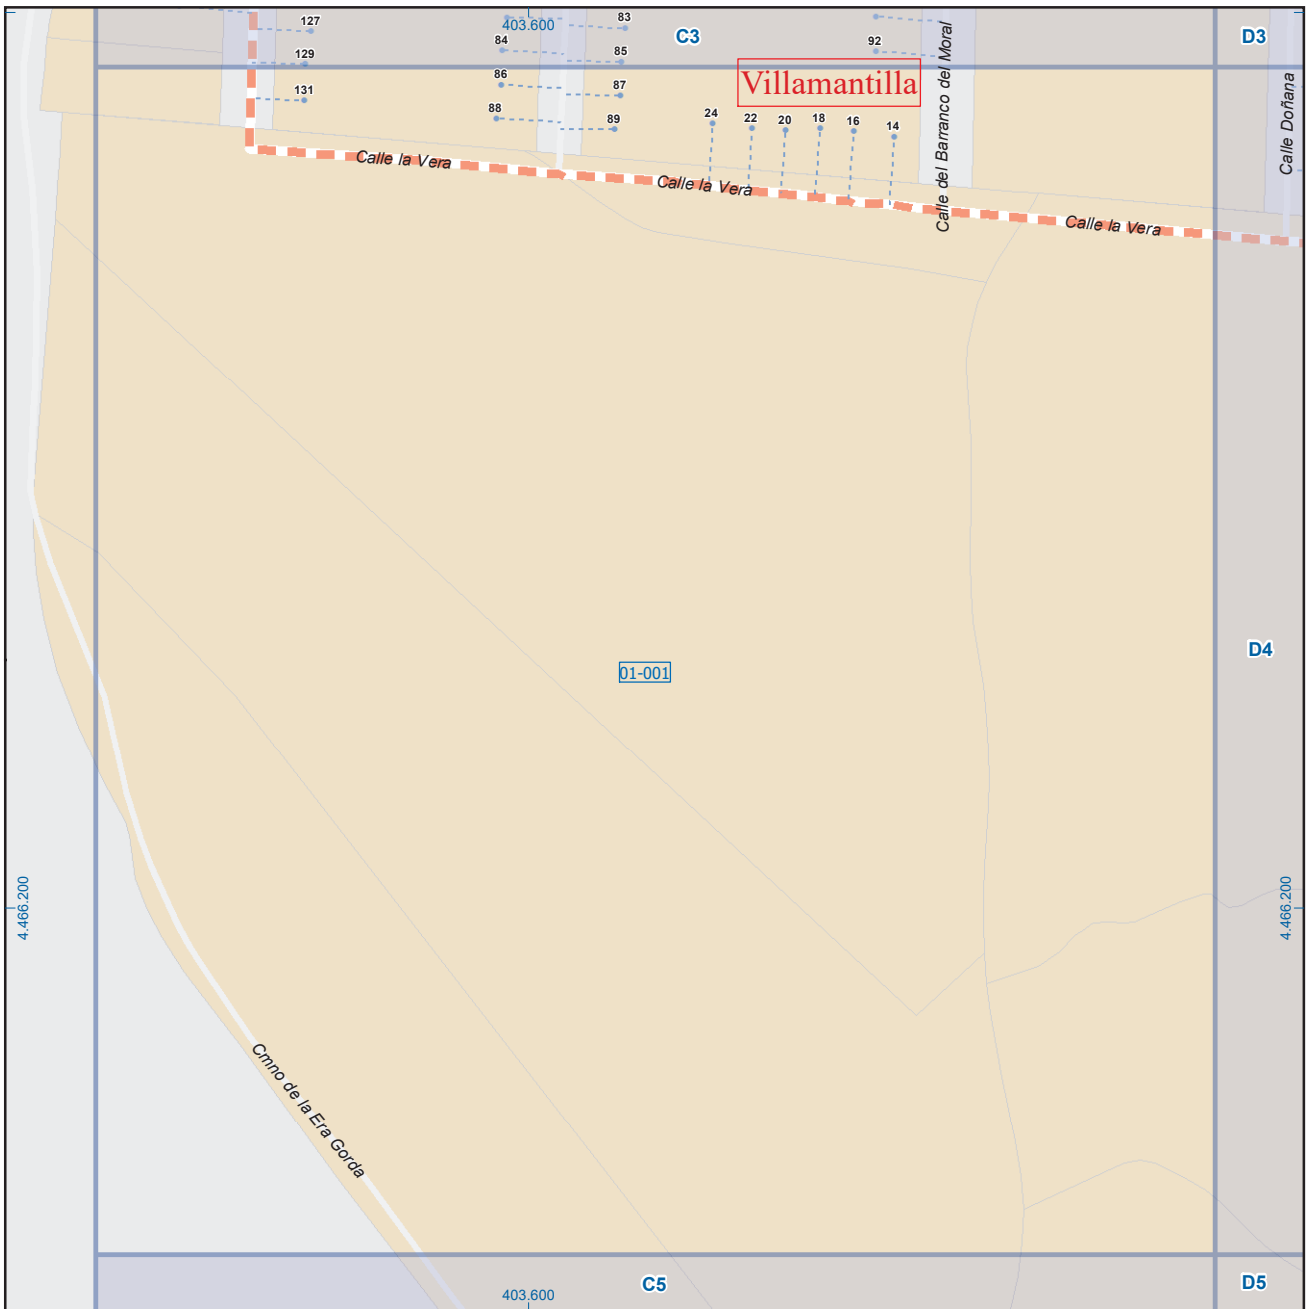 403.600
C3
D3
127
129
131
83
84
85
86
87
88
89
92
Villamantilla
24
22
20
18
16
14
Calle del Barranco del Moral
Calle Doñana
Calle la Vera
Calle la Vera
Calle la Vera
D4
01-001
4.466.200
4.466.200
Cmno de la Era Gorda
C5
D5
403.600